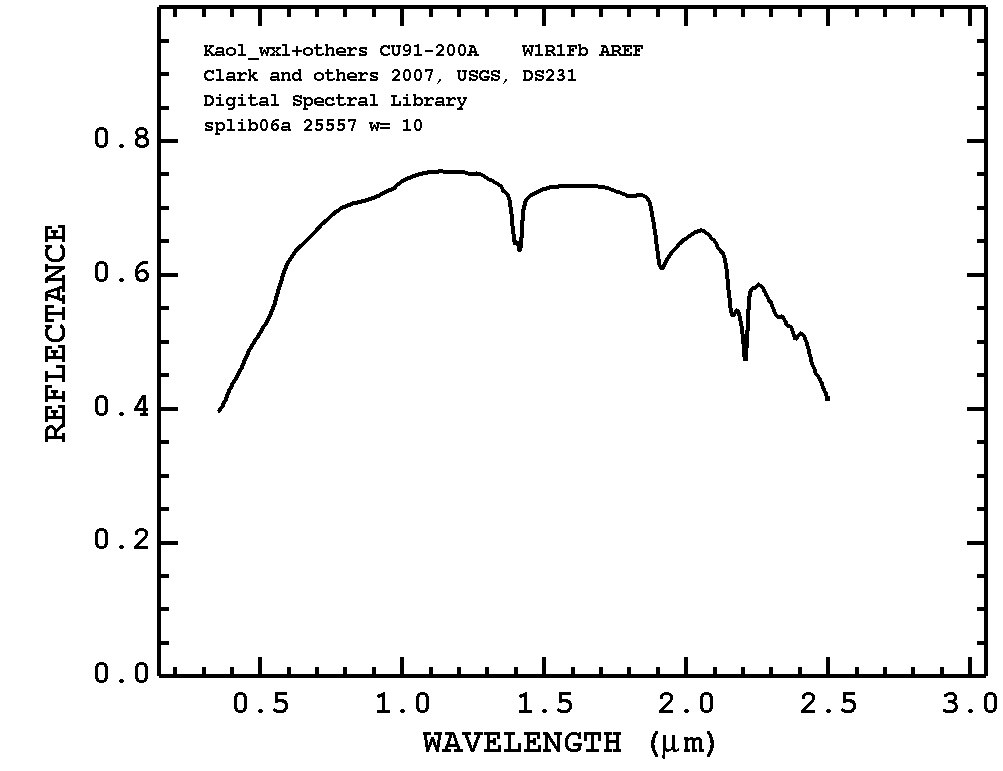 Kaol_wxl+others CU91-200A W1R1Fb AREF
Clark and others 2007, USGS, DS231
Digital Spectral Library
splib06a 25557 w= 10
0.8
0.6
0.4
0.2
0.0
REFLECTANCE
0.5 1.0 1.5 2.0 2.5 3.0
WAVELENGTH (μm)